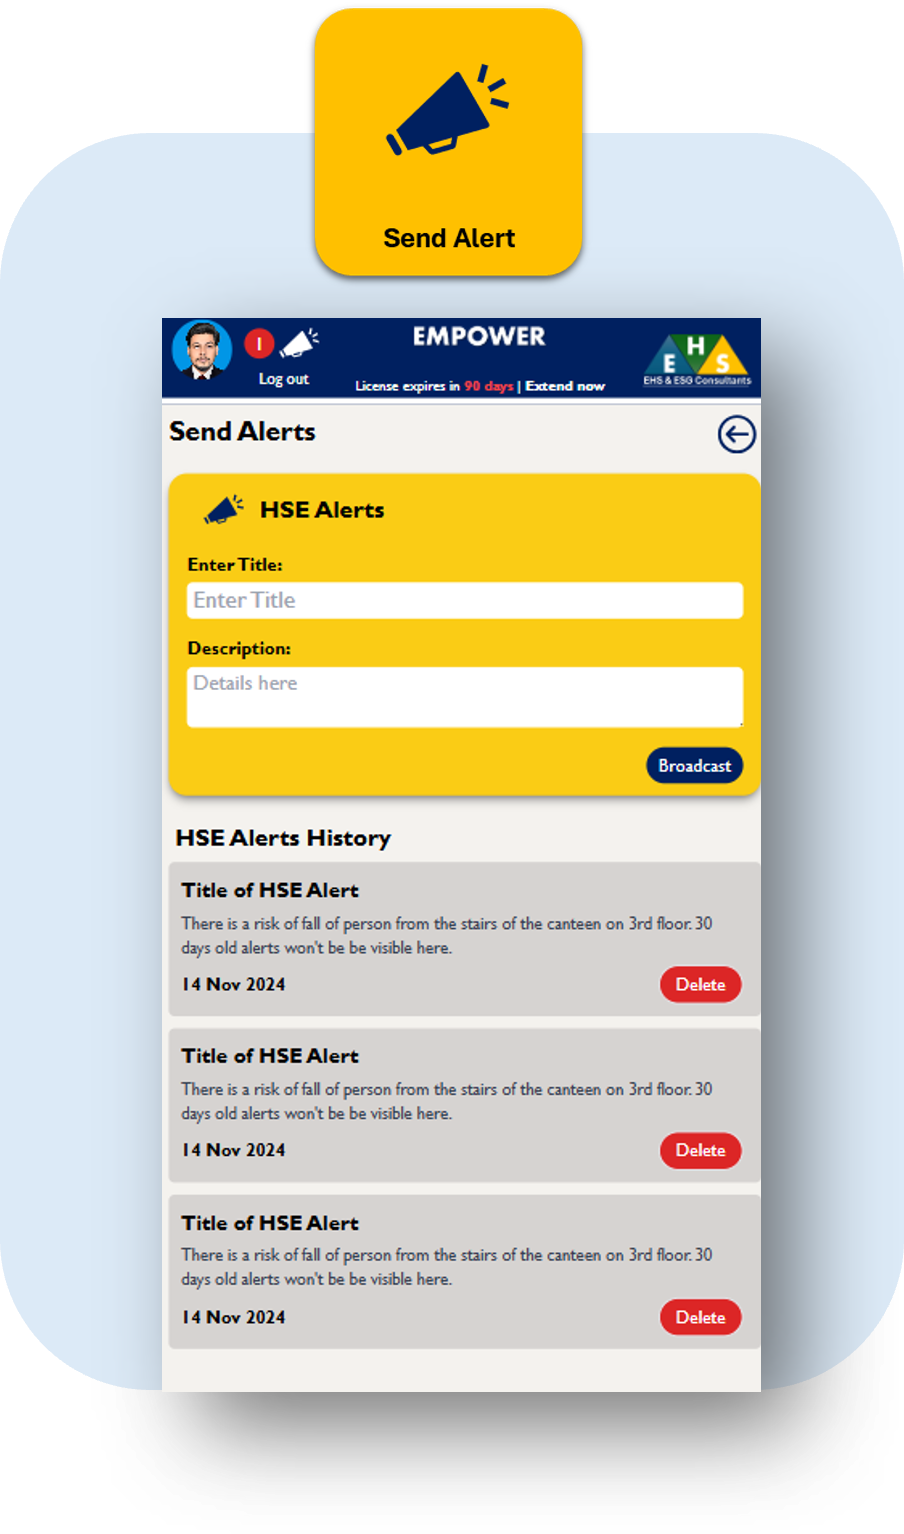 Send Alert
I
Log out
EMPOWER
License expires in 90 days | Extend now
E H S
EHS & ESG Consultants
Send Alerts
HSE Alerts
Enter Title:
Enter Title
Description:
Details here
Broadcast
HSE Alerts History
Title of HSE Alert
There is a risk of fall of person from the stairs of the canteen on 3rd floor. 30
days old alerts won't be be visible here.
14 Nov 2024
Delete
Title of HSE Alert
There is a risk of fall of person from the stairs of the canteen on 3rd floor. 30
days old alerts won't be be visible here.
14 Nov 2024
Delete
Title of HSE Alert
There is a risk of fall of person from the stairs of the canteen on 3rd floor. 30
days old alerts won't be be visible here.
14 Nov 2024
Delete